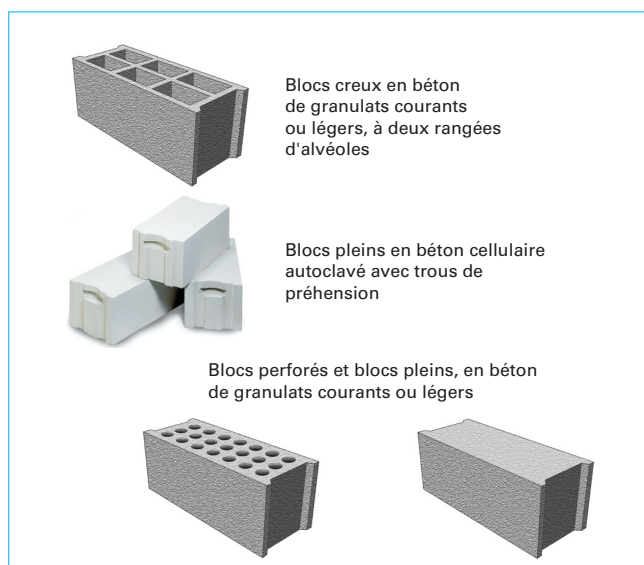 Blocs creux en béton
de granulats courants
ou légers, à deux rangées
d'alvéoles
Blocs pleins en béton cellulaire
autoclavé avec trous de
préhension
Blocs perforés et blocs pleins, en béton
de granulats courants ou légers